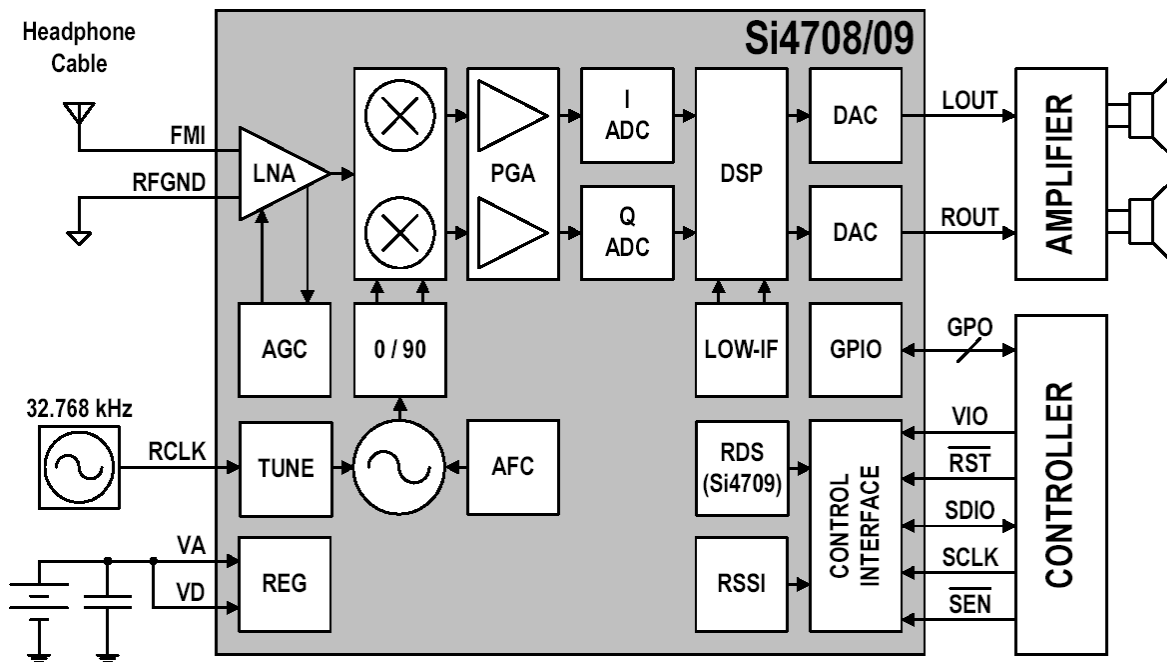 Headphone
Cable
Si4708/09
FMI
RFGND
LNA
PGA
I
ADC
Q
ADC
DSP
DAC
DAC
LOUT
ROUT
AMPLIFIER
AGC
0 / 90
LOW-IF
GPIO
GPO
32.768 kHz
RCLK
TUNE
AFC
RDS
(Si4709)
CONTROL
INTERFACE
VIO
RST
SDIO
SCLK
SEN
CONTROLLER
VA
VD
REG
RSSI